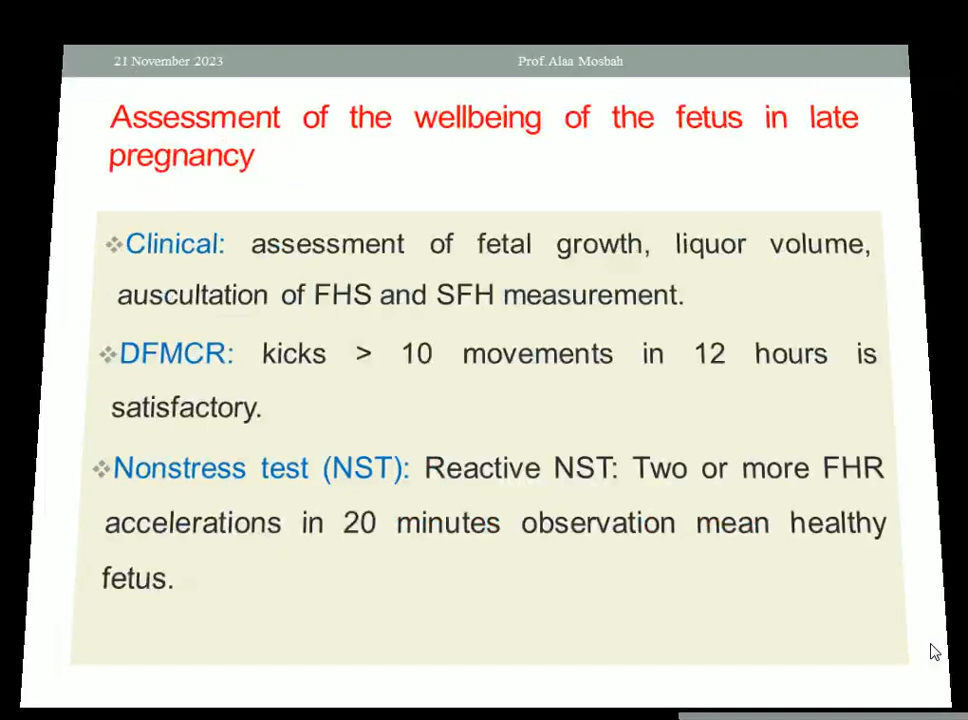 21 November 2023 Prof. Alaa Mosbah
Assessment of the wellbeing of the fetus in late
pregnancy
❖Clinical: assessment of fetal growth, liquor volume,
auscultation of FHS and SFH measurement.
❖DFMCR: kicks > 10 movements in 12 hours is
satisfactory.
❖Nonstress test (NST): Reactive NST: Two or more FHR
accelerations in 20 minutes observation mean healthy
fetus.